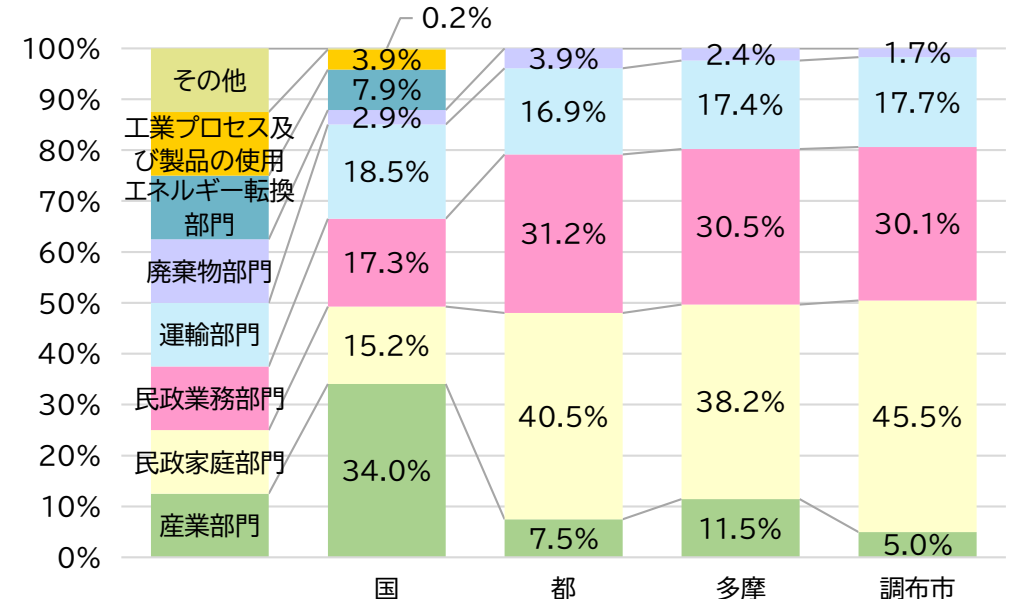 0.2%
100%
90%
80%
70%
60%
50%
40%
30%
20%
10%
0%
その他
工業プロセス及
び製品の使用
エネルギー転換
部門
廃棄物部門
運輸部門
民政業務部門
民政家庭部門
産業部門
3.9%
7.9%
2.9%
18.5%
17.3%
15.2%
34.0%
国
3.9%
16.9%
31.2%
40.5%
7.5%
都
2.4%
17.4%
30.5%
38.2%
11.5%
多摩
1.7%
17.7%
30.1%
45.5%
5.0%
調布市